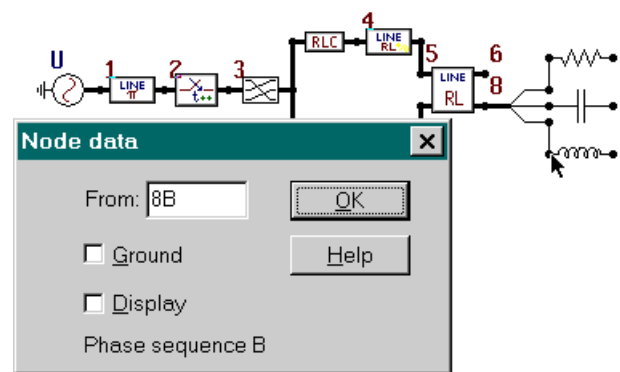 4
RLC
LINE
RL
5
6
U
1
2
3
LINE
π
t++
LINE
RL
8
Node data
From: 8B
OK
Ground
Help
Display
Phase sequence B